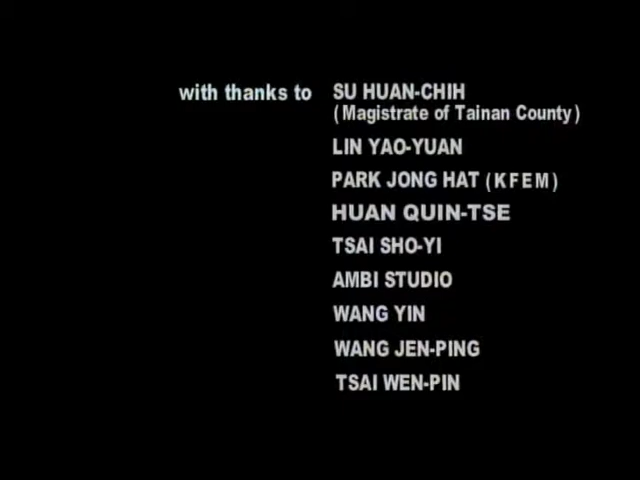 with thanks to SU HUAN-CHIH
(Magistrate of Tainan County)
LIN YAO-YUAN
PARK JONG HAT (KFEM)
HUAN QUIN-TSE
TSAI SHO-YI
AMBI STUDIO
WANG YIN
WANG JEN-PING
TSAI WEN-PIN